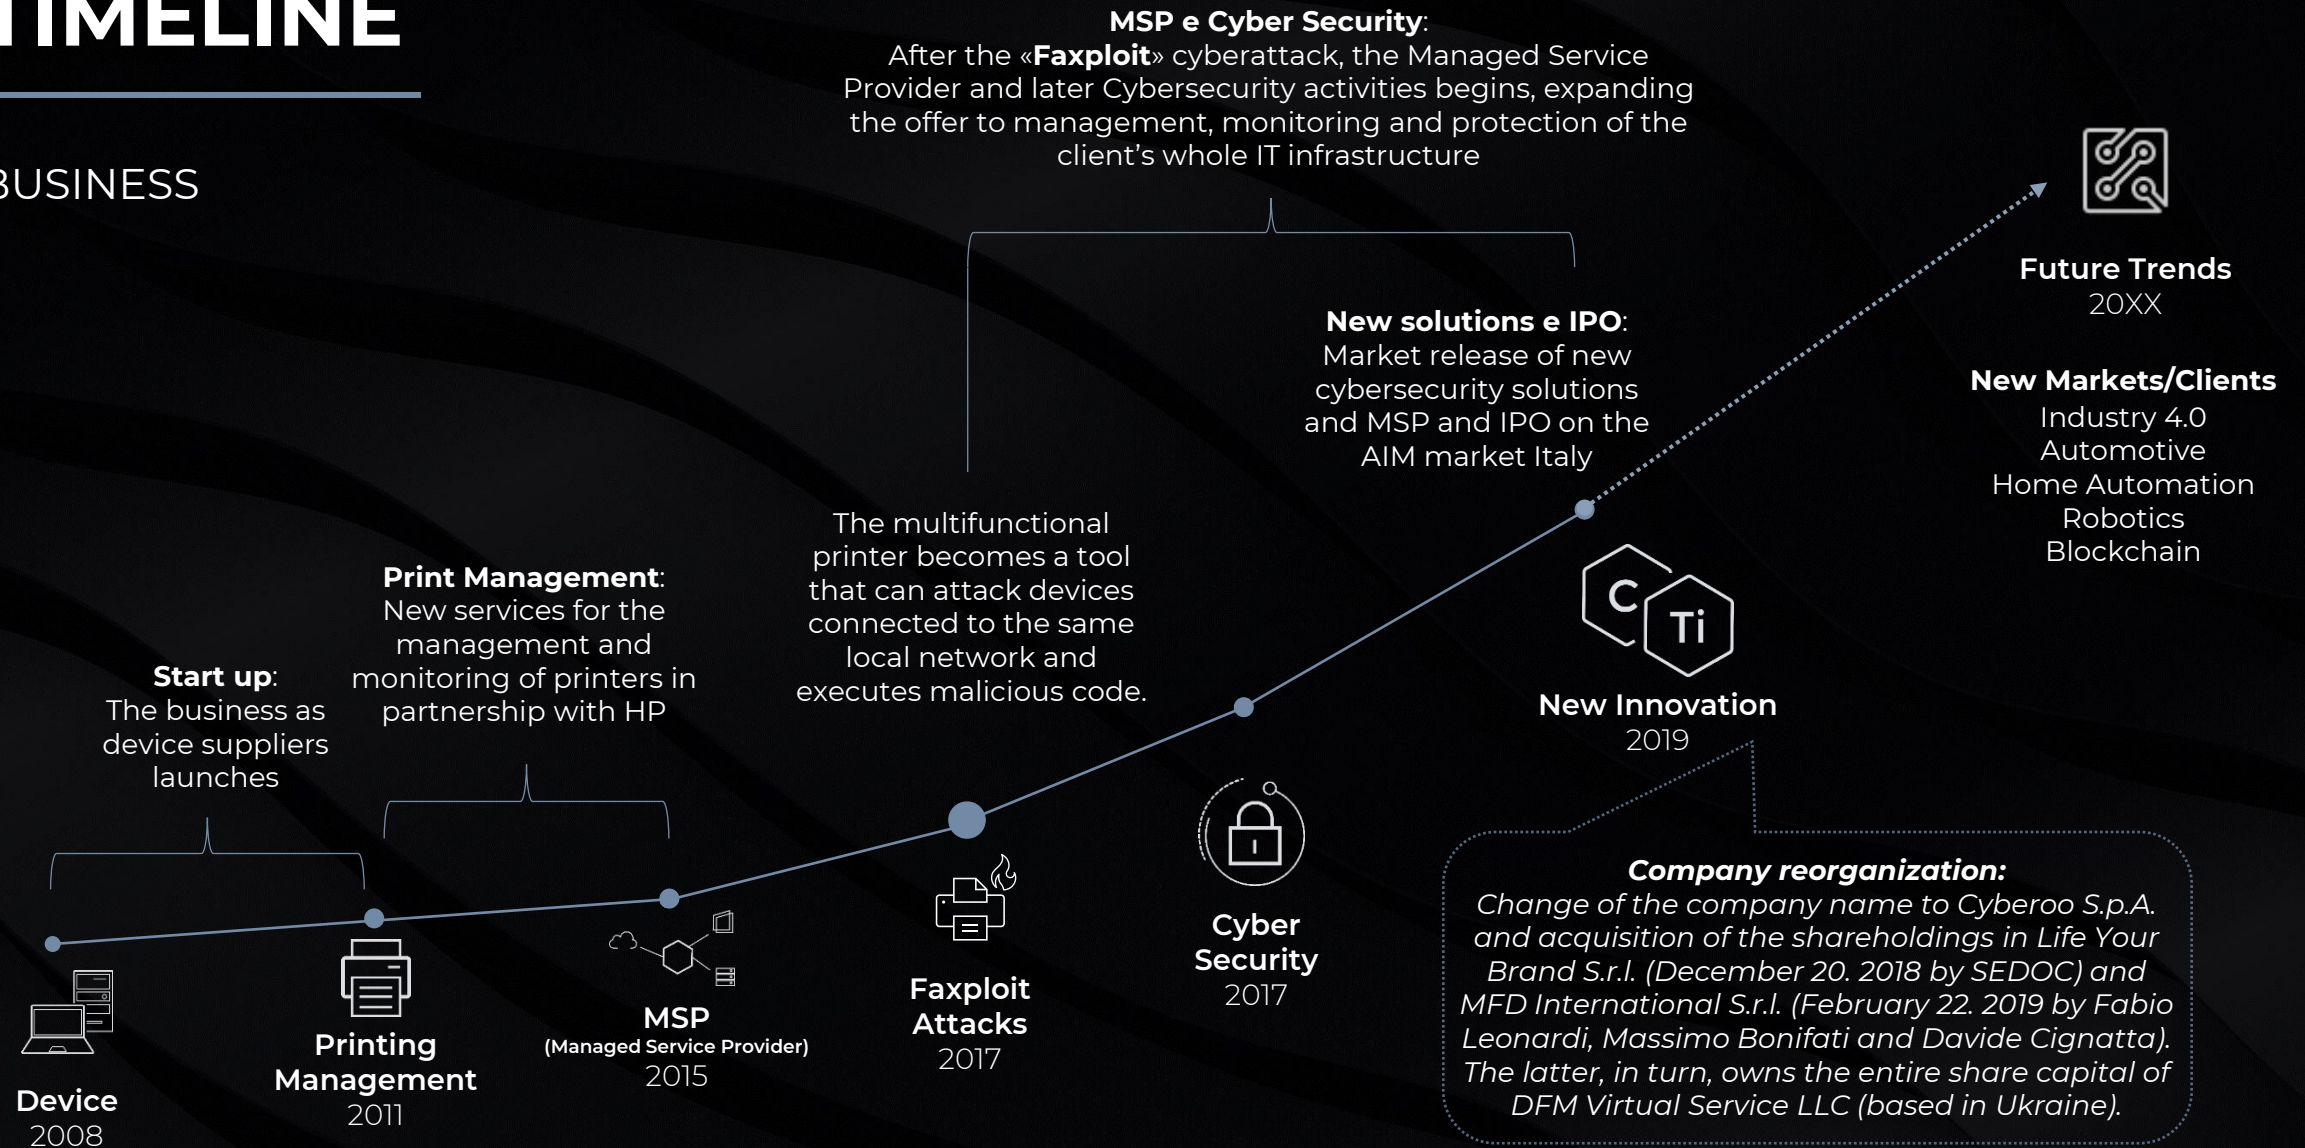 TIMELINE
BUSINESS
MSP e Cyber Security:
After the «Faxploit» cyberattack, the Managed Service
Provider and later Cybersecurity activities begins, expanding
the offer to management, monitoring and protection of the
client’s whole IT infrastructure
Future Trends
20XX
New Markets/Clients
Industry 4.0
Automotive
Home Automation
Robotics
Blockchain
New solutions e IPO:
Market release of new
cybersecurity solutions
and MSP and IPO on the
AIM market Italy
The multifunctional
printer becomes a tool
that can attack devices
connected to the same
local network and
executes malicious code.
Print Management:
New services for the
management and
monitoring of printers in
partnership with HP
Start up:
The business as
device suppliers
launches
Device
2008
Printing
Management
2011
MSP
(Managed Service Provider)
2015
Faxploit
Attacks
2017
Cyber
Security
2017
C
Ti
New Innovation
2019
Company reorganization:
Change of the company name to Cyberoo S.p.A.
and acquisition of the shareholdings in Life Your
Brand S.r.l. (December 20. 2018 by SEDOC) and
MFD International S.r.l. (February 22. 2019 by Fabio
Leonardi, Massimo Bonifati and Davide Cignatta).
The latter, in turn, owns the entire share capital of
DFM Virtual Service LLC (based in Ukraine).